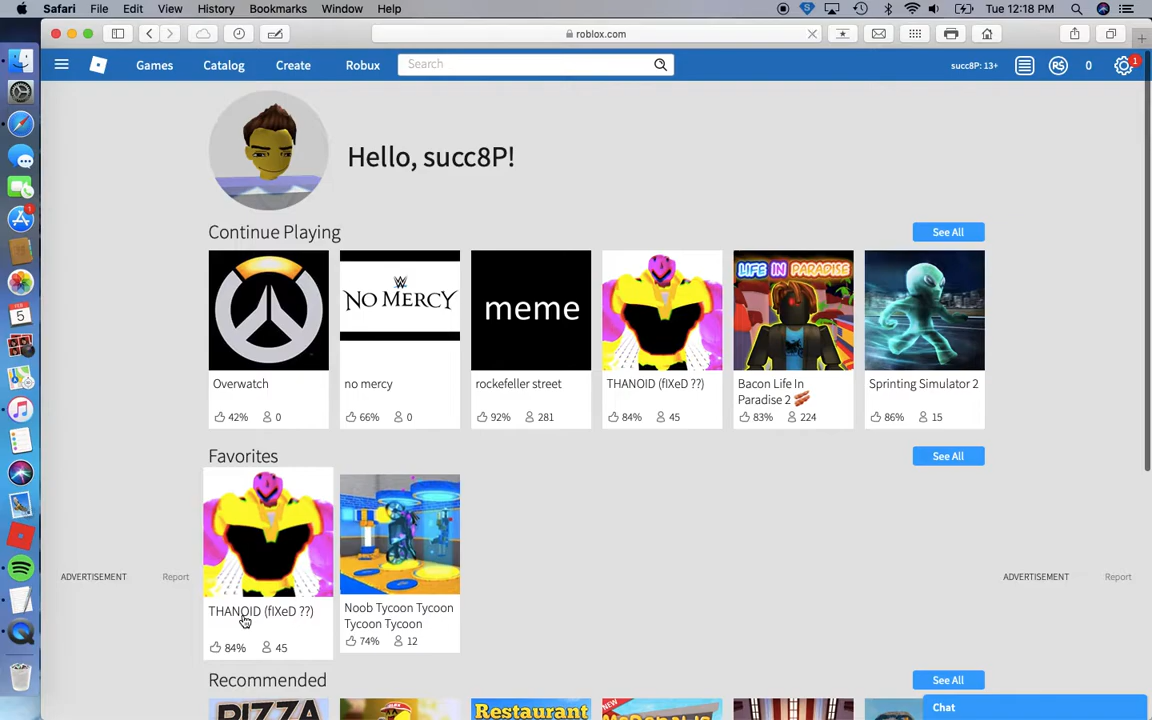 Safari File Edit View History Bookmarks Window Help Tue 12:18 PM
roblox.com
Games Catalog Create Robux Search succ8P: 13+ R$ 0 1
Hello, succ8P!
Continue Playing See All
NO MERCY
meme
LIFE IN PARADISE
Overwatch
42% 0
no mercy
66% 0
rockefeller street
92% 281
THANOID (fIXeD ??)
84% 45
Bacon Life In
Paradise 2
83% 224
Sprinting Simulator 2
86% 15
Favorites See All
THANOID (fIXeD ??)
84% 45
Noob Tycoon Tycoon
Tycoon Tycoon
74% 12
ADVERTISEMENT Report
ADVERTISEMENT Report
Recommended See All
PIZZA
Restaurant
NEW
Chat
FEB
5
1